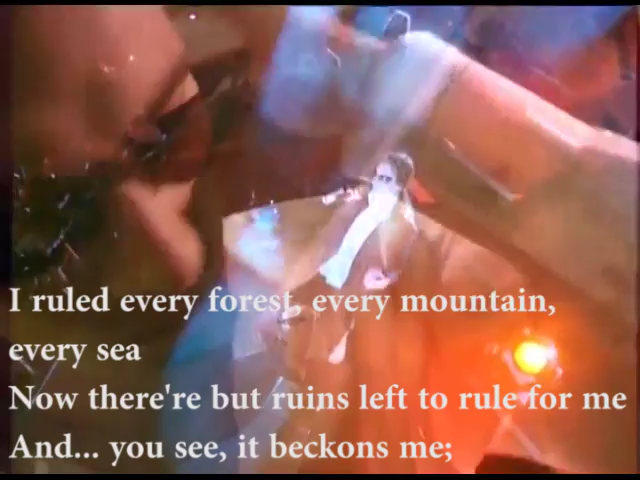 I ruled every forest, every mountain,
every sea
Now there're but ruins left to rule for me
And... you see, it beckons me;